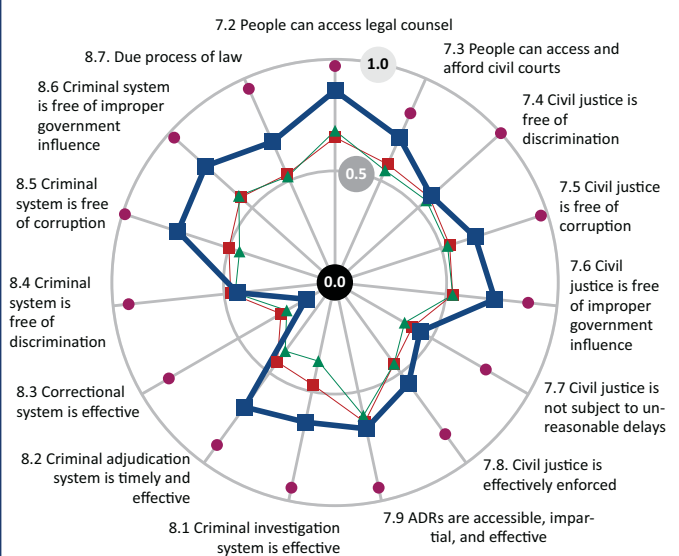 7.2 People can access legal counsel
8.7. Due process of law
1.0
7.3 People can access and
afford civil courts
8.6 Criminal system
is free of improper
government
influence
7.4 Civil justice is
free of
discrimination
0.5
8.5 Criminal
system is free
of corruption
7.5 Civil justice
is free of
corruption
0.0
8.4 Criminal
system is
free of
discrimination
7.6 Civil
justice is free
of improper
government
influence
8.3 Correctional
system is effective
7.7 Civil justice is
not subject to un-
reasonable delays
8.2 Criminal adjudication
system is timely and
effective
7.8. Civil justice is
effectively enforced
8.1 Criminal investigation
system is effective
7.9 ADRs are accessible, impar-
tial, and effective